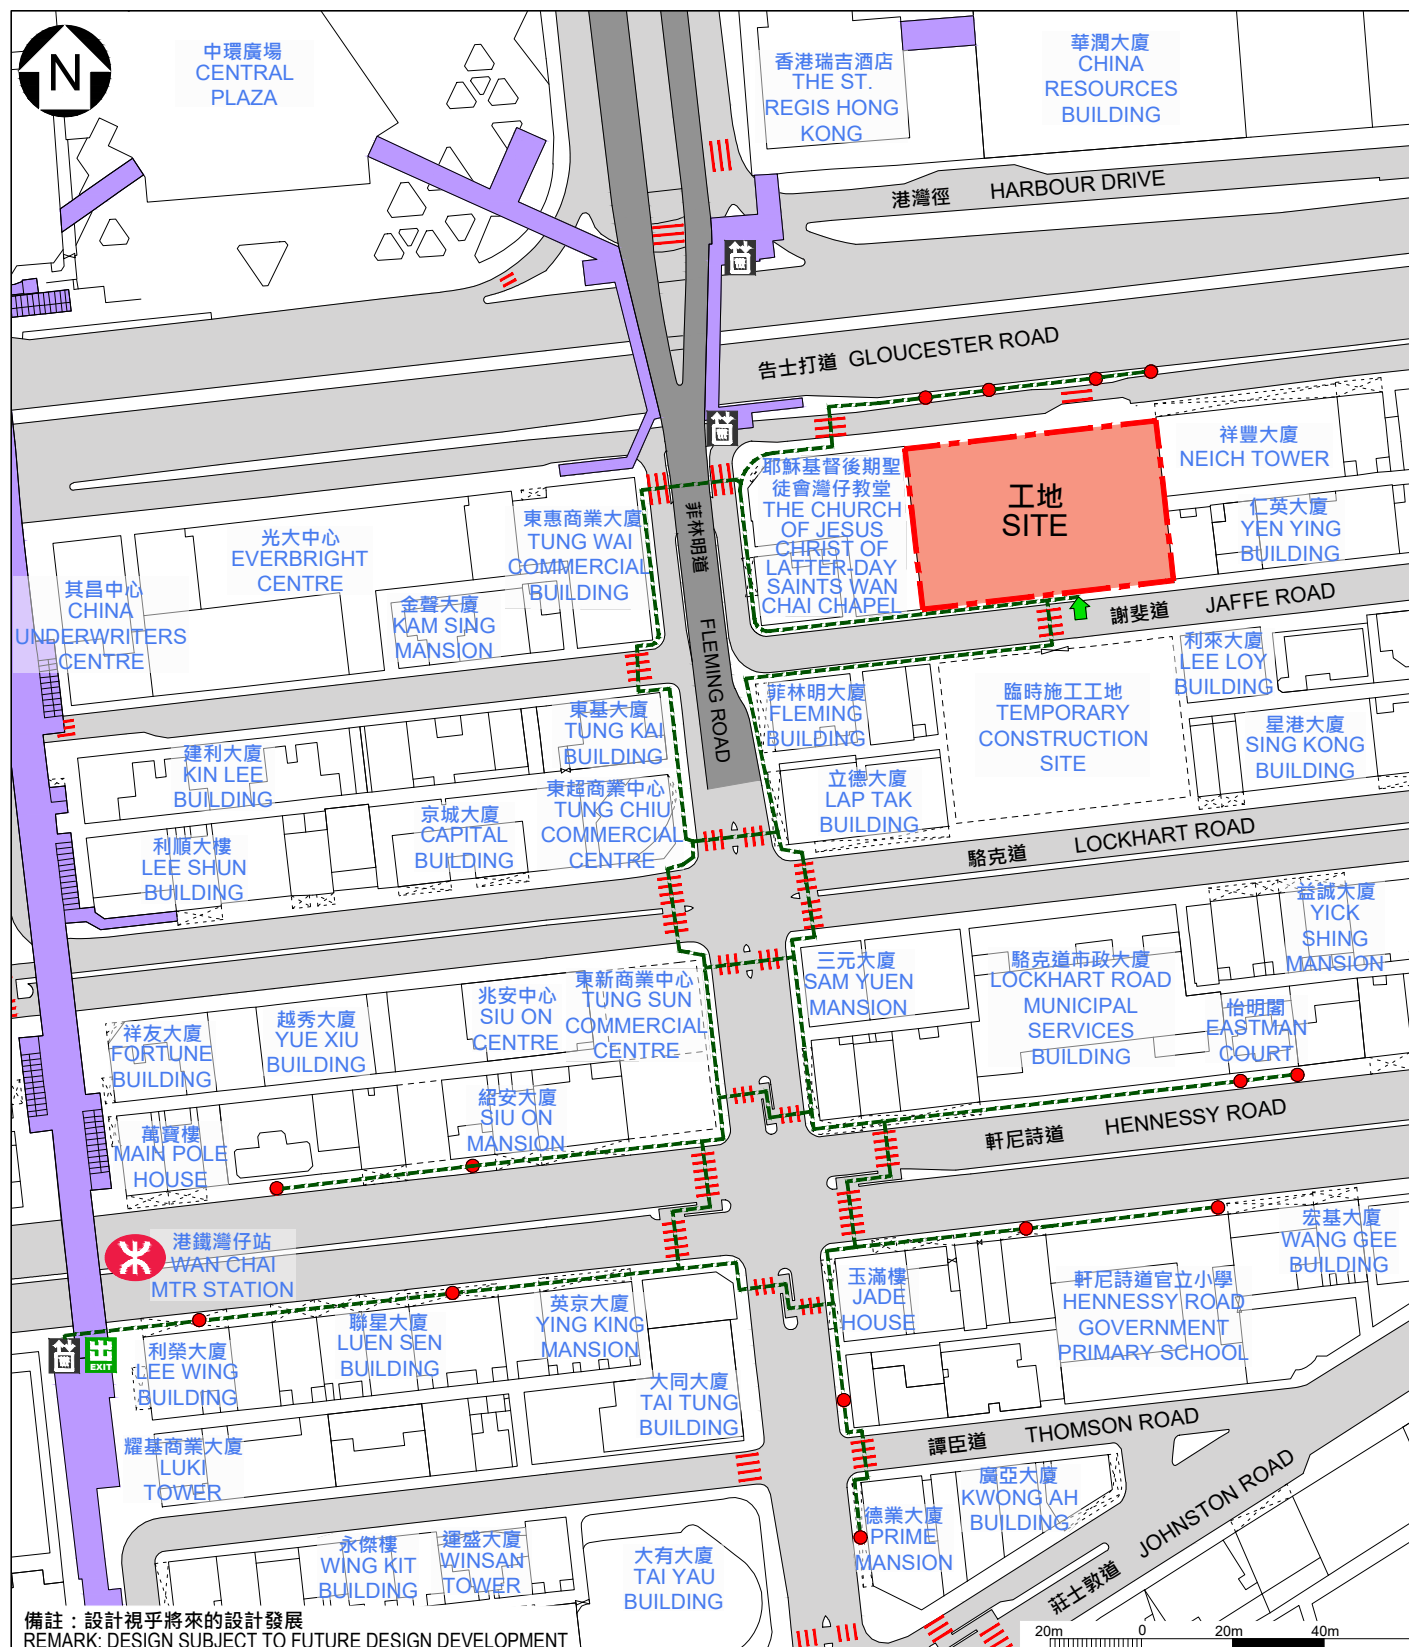 N
中環廣場
CENTRAL
PLAZA
香港瑞吉酒店
THE ST.
REGIS HONG
KONG
華潤大廈
CHINA
RESOURCES
BUILDING
港灣徑 HARBOUR DRIVE
告士打道 GLOUCESTER ROAD
祥豐大廈
NEICH TOWER
耶穌基督後期聖
徒會灣仔教堂
THE CHURCH
OF JESUS
CHRIST OF
LATTER-DAY
SAINTS WAN
CHAI CHAPEL
工地
SITE
仁英大廈
YEN YING
BUILDING
光大中心
EVERBRIGHT
CENTRE
東惠商業大廈
TUNG WAI
COMMERCIAL
BUILDING
菲林明道 FLEMING ROAD
其昌中心
CHINA
UNDERWRITERS
CENTRE
金聲大廈
KAM SING
MANSION
謝斐道 JAFFE ROAD
利來大廈
LEE LOY
BUILDING
菲林明大廈
FLEMING
BUILDING
臨時施工工地
TEMPORARY
CONSTRUCTION
SITE
東基大廈
TUNG KAI
BUILDING
星港大廈
SING KONG
BUILDING
建利大廈
KIN LEE
BUILDING
立德大廈
LAP TAK
BUILDING
東超商業中心
TUNG CHIU
COMMERCIAL
CENTRE
京城大廈
CAPITAL
BUILDING
利順大樓
LEE SHUN
BUILDING
駱克道 LOCKHART ROAD
益誠大廈
YICK
SHING
MANSION
三元大廈
SAM YUEN
MANSION
駱克道市政大廈
LOCKHART ROAD
MUNICIPAL
SERVICES
BUILDING
東新商業中心
TUNG SUN
COMMERCIAL
CENTRE
兆安中心
SIU ON
CENTRE
越秀大廈
YUE XIU
BUILDING
祥友大廈
FORTUNE
BUILDING
怡明閣
EASTMAN
COURT
紹安大廈
SIU ON
MANSION
萬寶樓
MAIN POLE
HOUSE
軒尼詩道 HENNESSY ROAD
港鐵灣仔站
WAN CHAI
MTR STATION
宏基大廈
WANG GEE
BUILDING
玉滿樓
JADE
HOUSE
軒尼詩道官立小學
HENNESSY ROAD
GOVERNMENT
PRIMARY SCHOOL
英京大廈
YING KING
MANSION
聯星大廈
LUEN SEN
BUILDING
利榮大廈
LEE WING
BUILDING
出
EXIT
大同大廈
TAI TUNG
BUILDING
譚臣道 THOMSON ROAD
耀基商業大廈
LUKI
TOWER
廣亞大廈
KWONG AH
BUILDING
德業大廈
PRIME
MANSION
莊士敦道 JOHNSTON ROAD
永傑樓
WING KIT
BUILDING
運盛大廈
WINSAN
TOWER
大有大廈
TAI YAU
BUILDING
備註：設計視乎將來的設計發展
REMARK: DESIGN SUBJECT TO FUTURE DESIGN DEVELOPMENT
20m 0 20m 40m